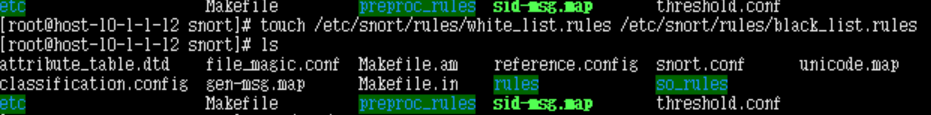 etc Makefile preproc_rules sid-msg.map threshold.conf
[root@host-10-1-1-12 snort]# touch /etc/snort/rules/white_list.rules /etc/snort/rules/black_list.rules
[root@host-10-1-1-12 snort]# ls
attribute_table.dtd file_magic.conf Makefile.am reference.config snort.conf unicode.map
classification.config gen-msg.map Makefile.in rules so_rules
etc Makefile preproc_rules sid-msg.map threshold.conf